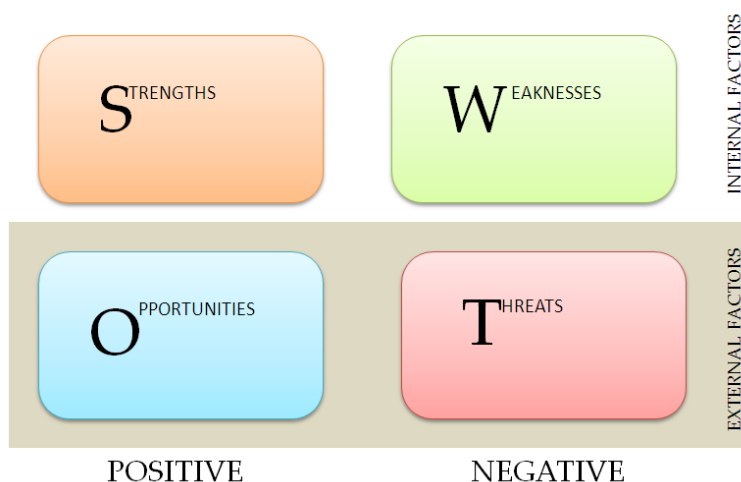 STRENGTHS
WEAKNESSES
INTERNAL FACTORS
OPPORTUNITIES
THREATS
EXTERNAL FACTORS
POSITIVE
NEGATIVE